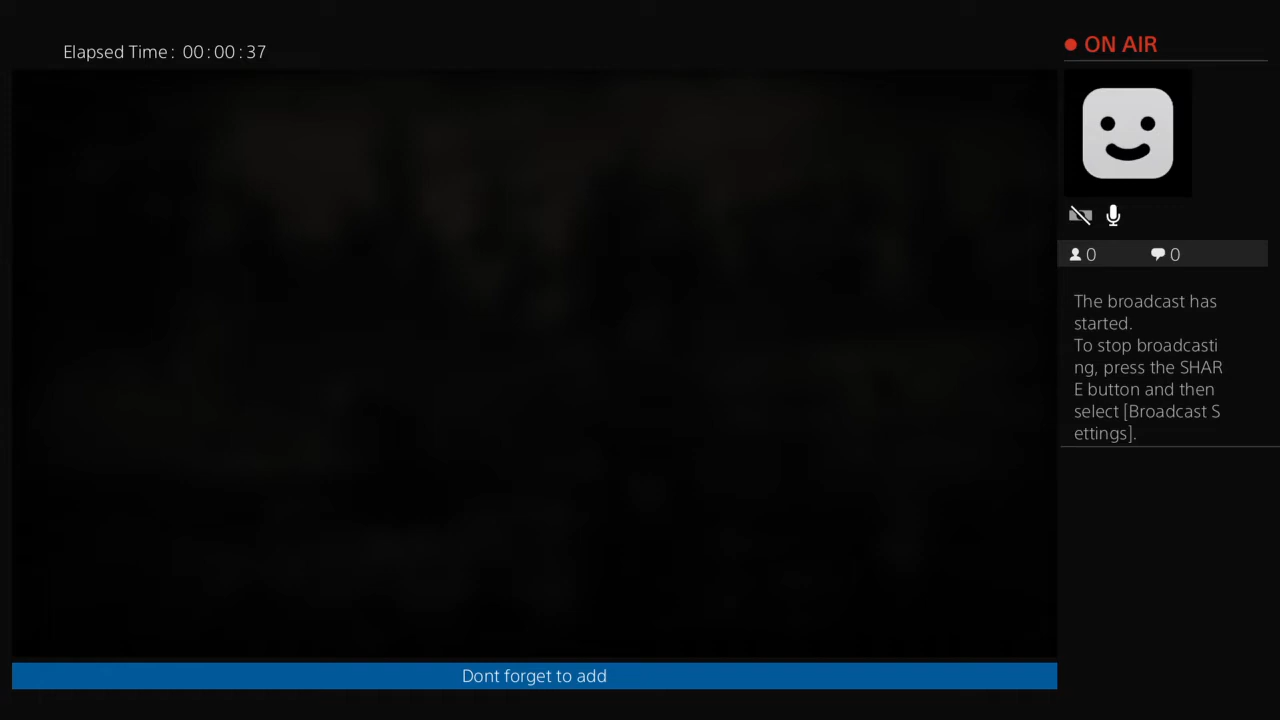 Elapsed Time: 00:00:37
ON AIR
0 0
The broadcast has
started.
To stop broadcasti
ng, press the SHAR
E button and then
select [Broadcast S
ettings].
Dont forget to add